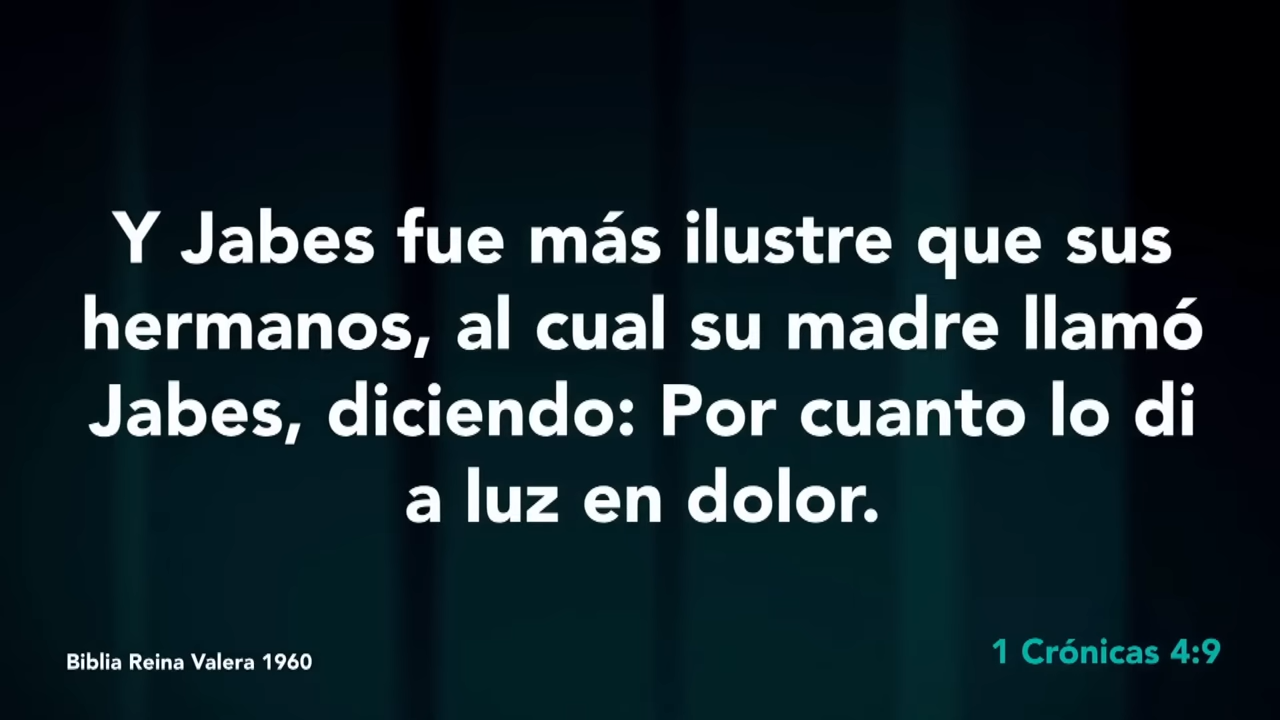 Y Jabes fue más ilustre que sus
hermanos, al cual su madre llamó
Jabes, diciendo: Por cuanto lo di
a luz en dolor.
Biblia Reina Valera 1960
1 Crónicas 4:9